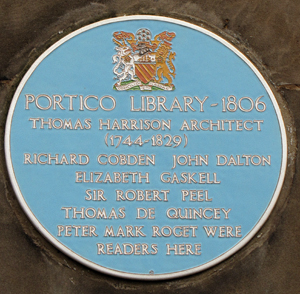 PORTICO LIBRARY - 1806
THOMAS HARRISON ARCHITECT
(1744-1829)
RICHARD COBDEN JOHN DALTON
ELIZABETH GASKELL
SIR ROBERT PEEL
THOMAS DE QUINCEY
PETER MARK ROGET WERE
READERS HERE